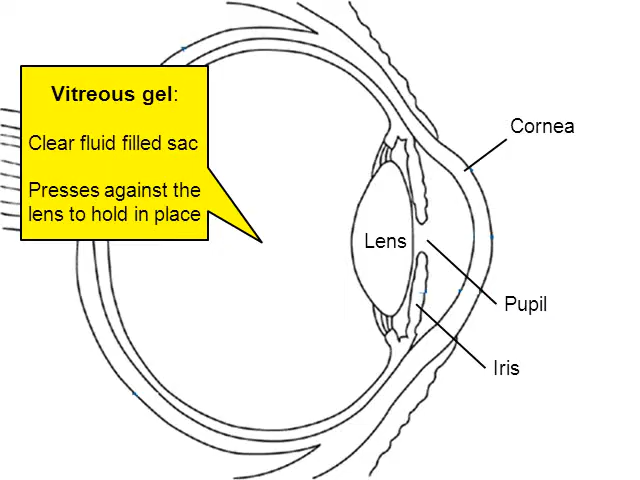 Vitreous gel:
Clear fluid filled sac
Presses against the
lens to hold in place
Cornea
Lens
Pupil
Iris